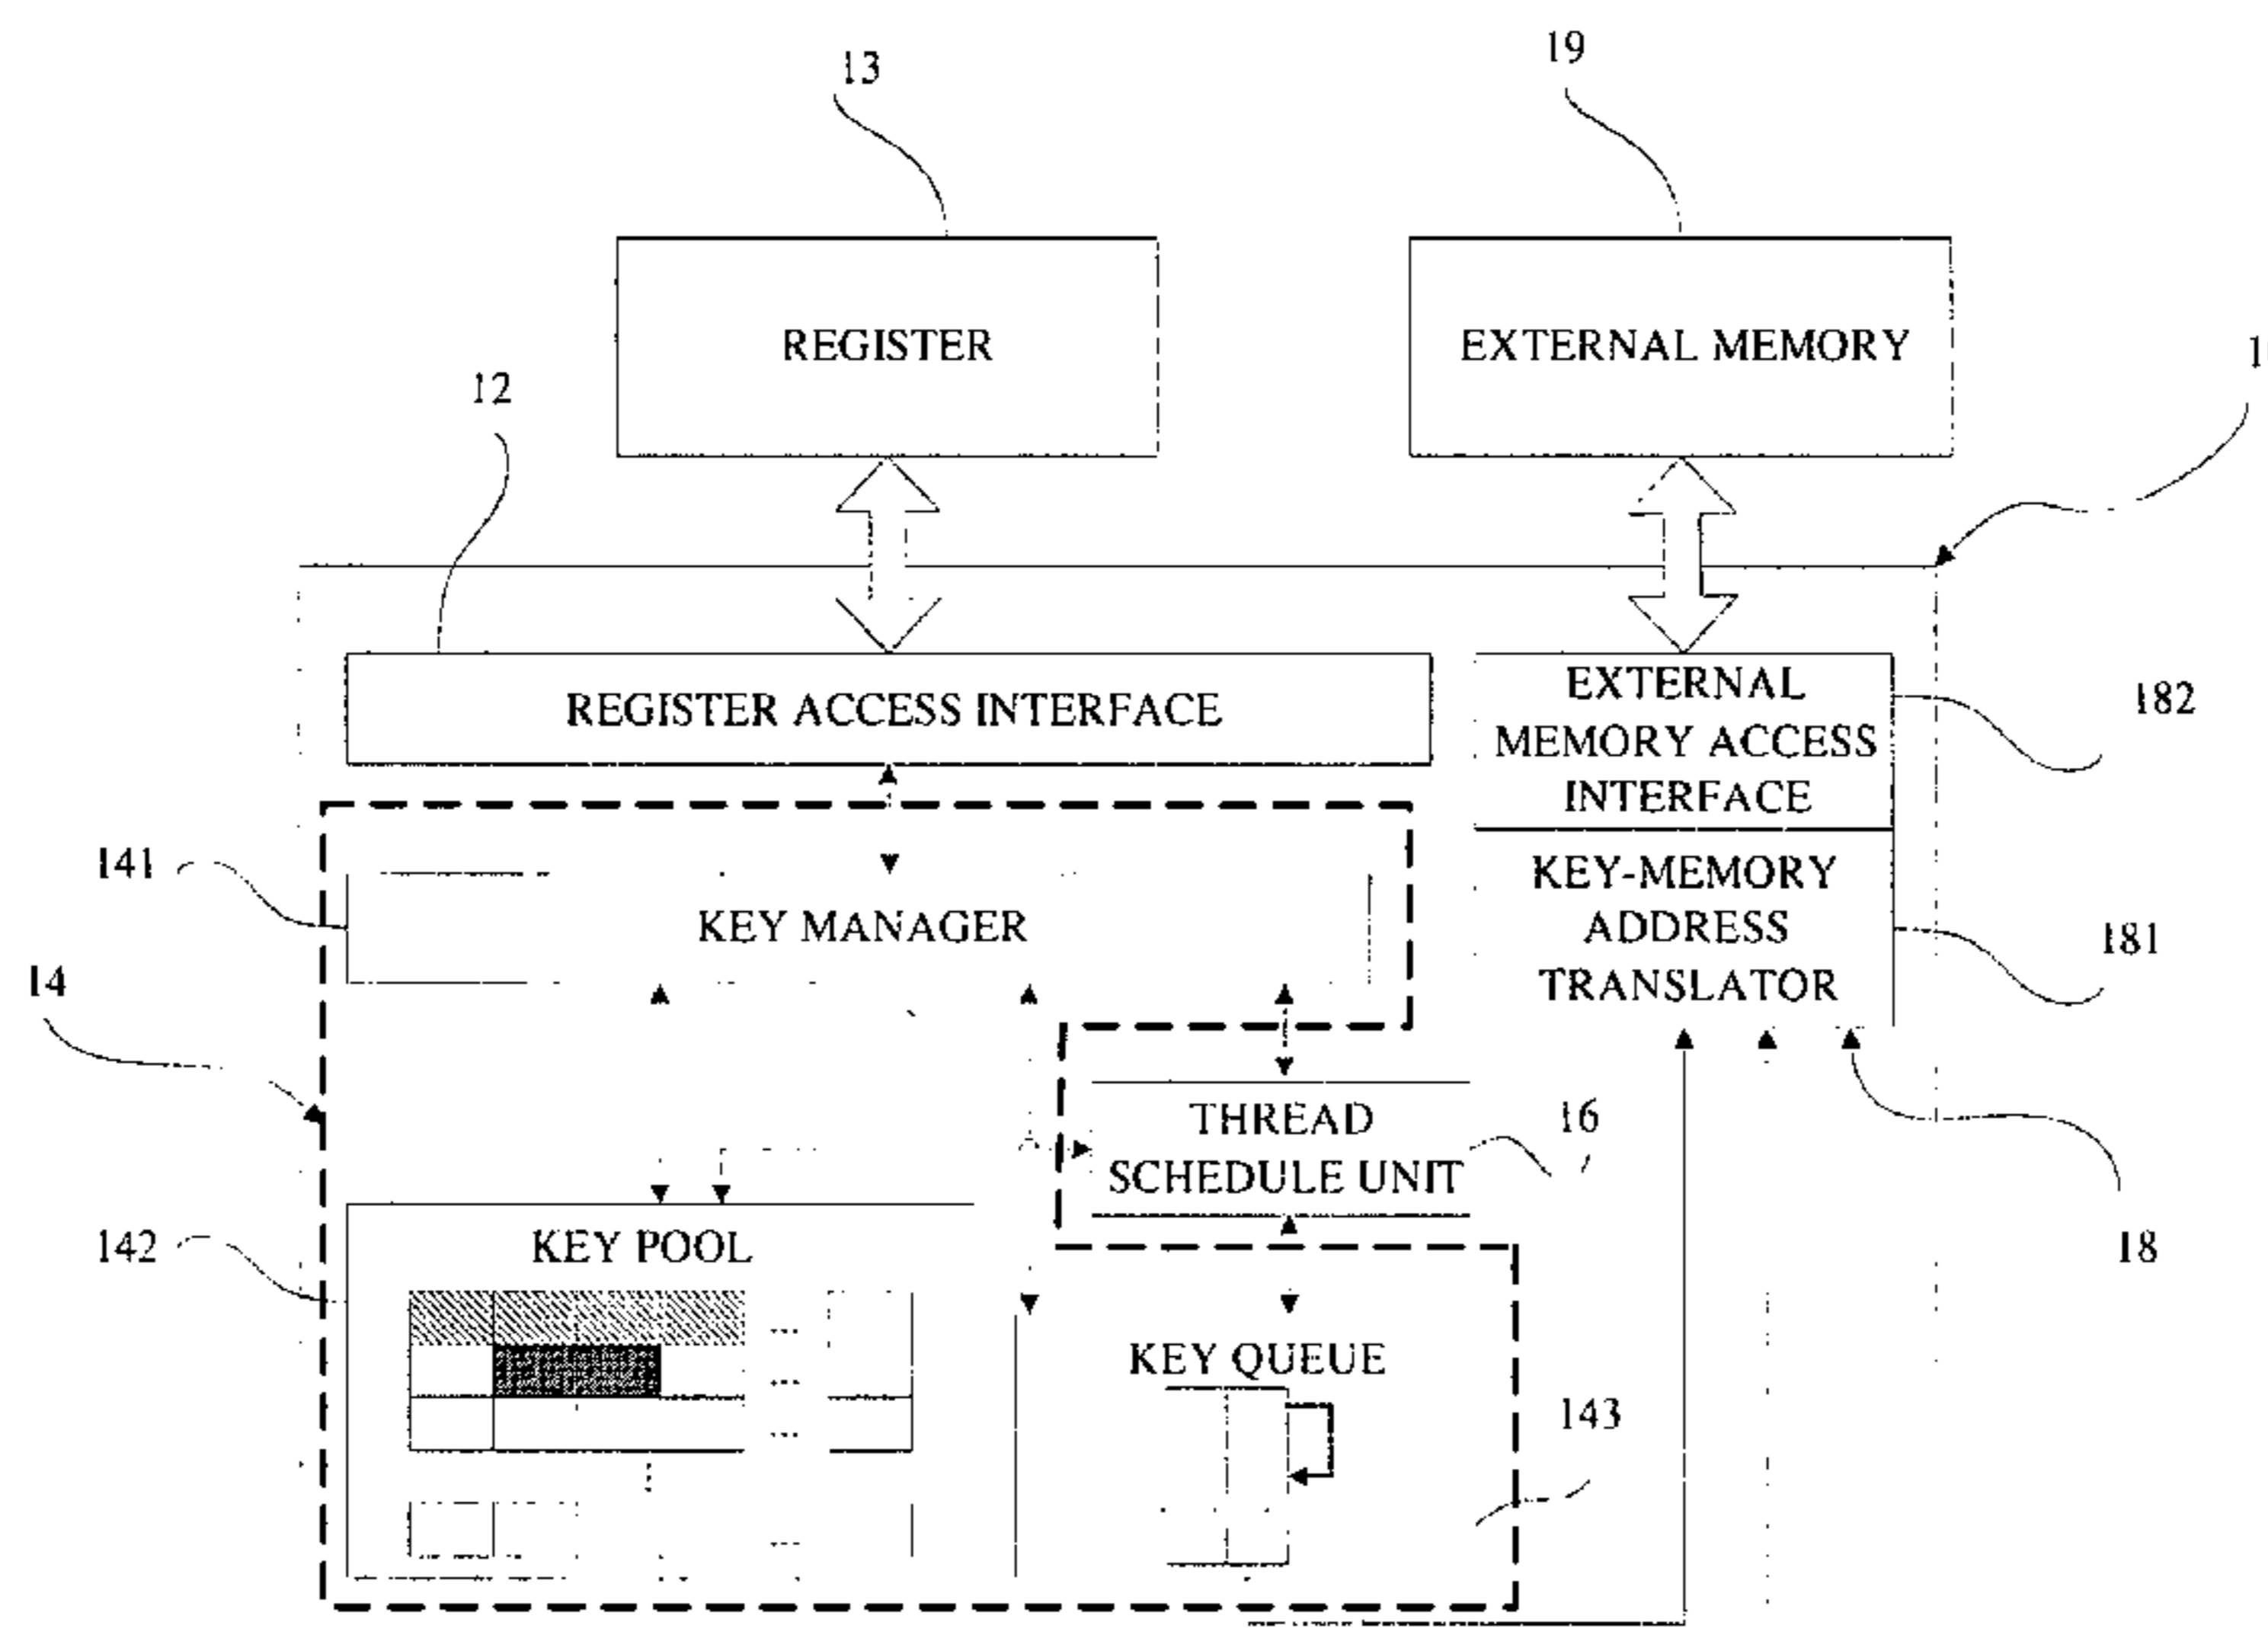 13
19
REGISTER
EXTERNAL MEMORY
1
12
REGISTER ACCESS INTERFACE
EXTERNAL
MEMORY ACCESS
INTERFACE
182
141
KEY MANAGER
KEY-MEMORY
ADDRESS
TRANSLATOR
181
14
THREAD
SCHEDULE UNIT
16
18
142
KEY POOL
...
...
...
...
KEY QUEUE
143